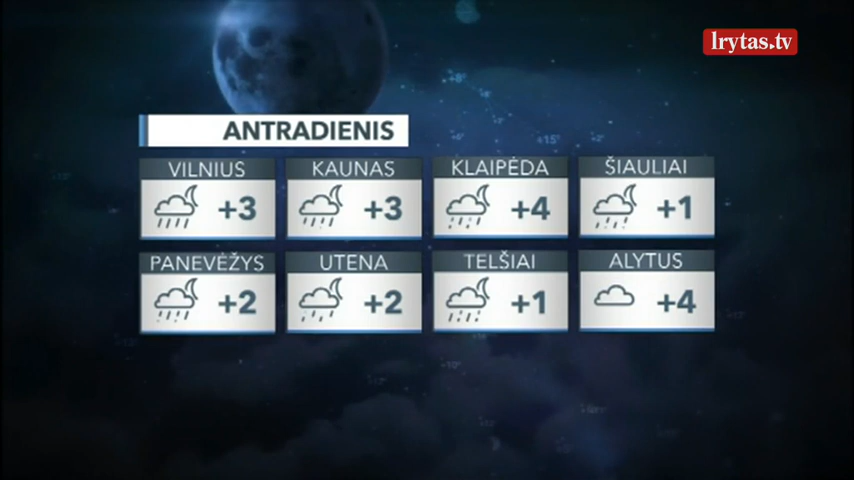 lrytas.tv
ANTRADIENIS
VILNIUS KAUNAS KLAIPĖDA ŠIAULIAI
+3 +3 +4 +1
PANEVĖŽYS UTENA TELŠIAI ALYTUS
+2 +2 +1 +4